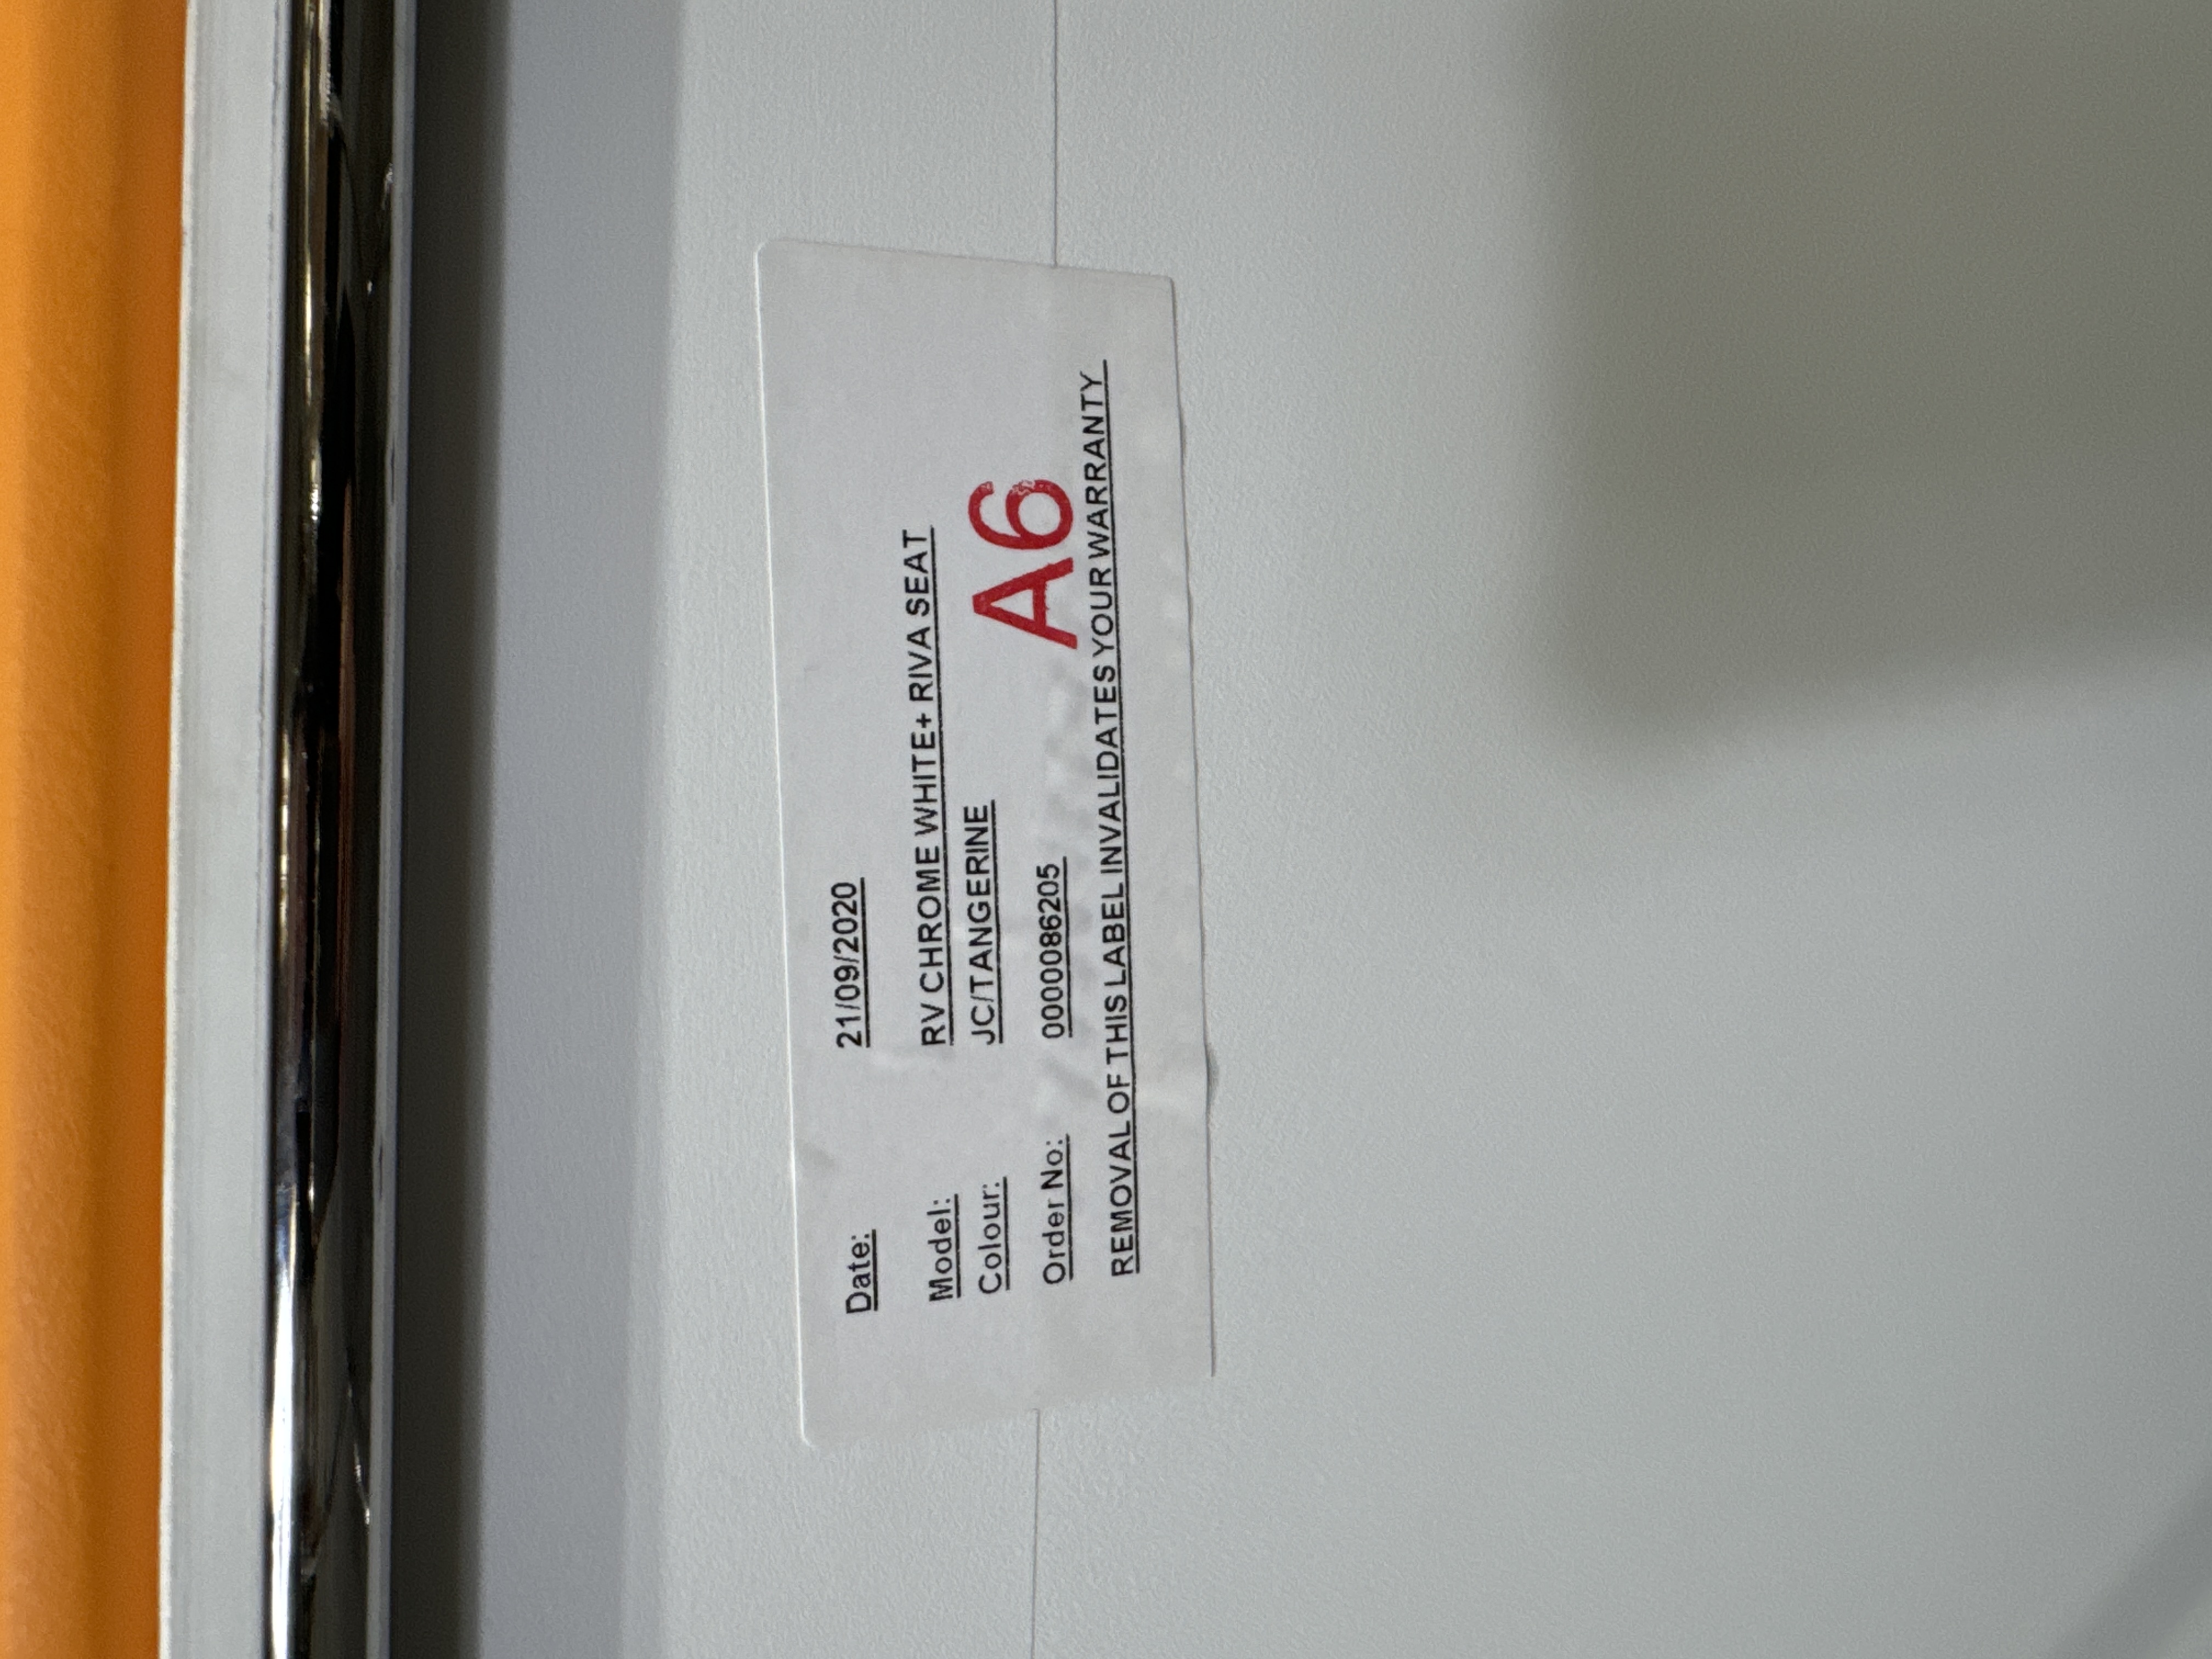 Date: 21/09/2020
Model: RV CHROME WHITE+ RIVA SEAT
Colour: JC/TANGERINE
A6
Order No: 0000086205
REMOVAL OF THIS LABEL INVALIDATES YOUR WARRANTY